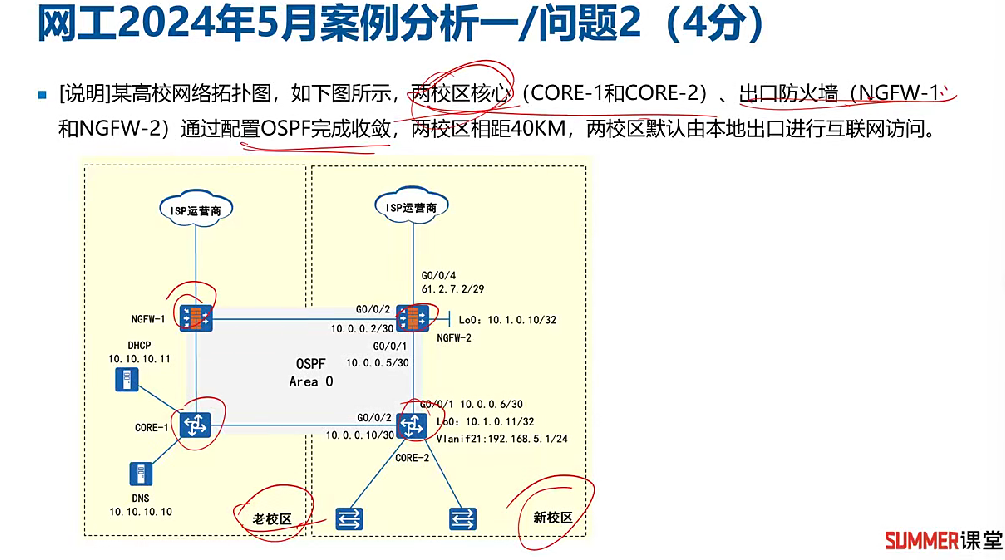 网工2024年5月案例分析一/问题2（4分）
[说明]某高校网络拓扑图，如下图所示，两校区核心（CORE-1和CORE-2）、出口防火墙（NGFW-1
和NGFW-2）通过配置OSPF完成收敛，两校区相距40KM，两校区默认由本地出口进行互联网访问。
ISP运营商
ISP运营商
G0/0/4
61.2.7.2/29
NGFW-1
G0/0/2
10.0.0.2/30
Lo0: 10.1.0.10/32
NGFW-2
G0/0/1
10.0.0.5/30
DHCP
10.10.10.11
OSPF
Area 0
CORE-1
G0/0/2
10.0.0.10/30
G0/0/1 10.0.0.6/30
Lo0: 10.1.0.11/32
Vlanif21:192.168.5.1/24
CORE-2
DNS
10.10.10.10
老校区
新校区
SUMMER课堂